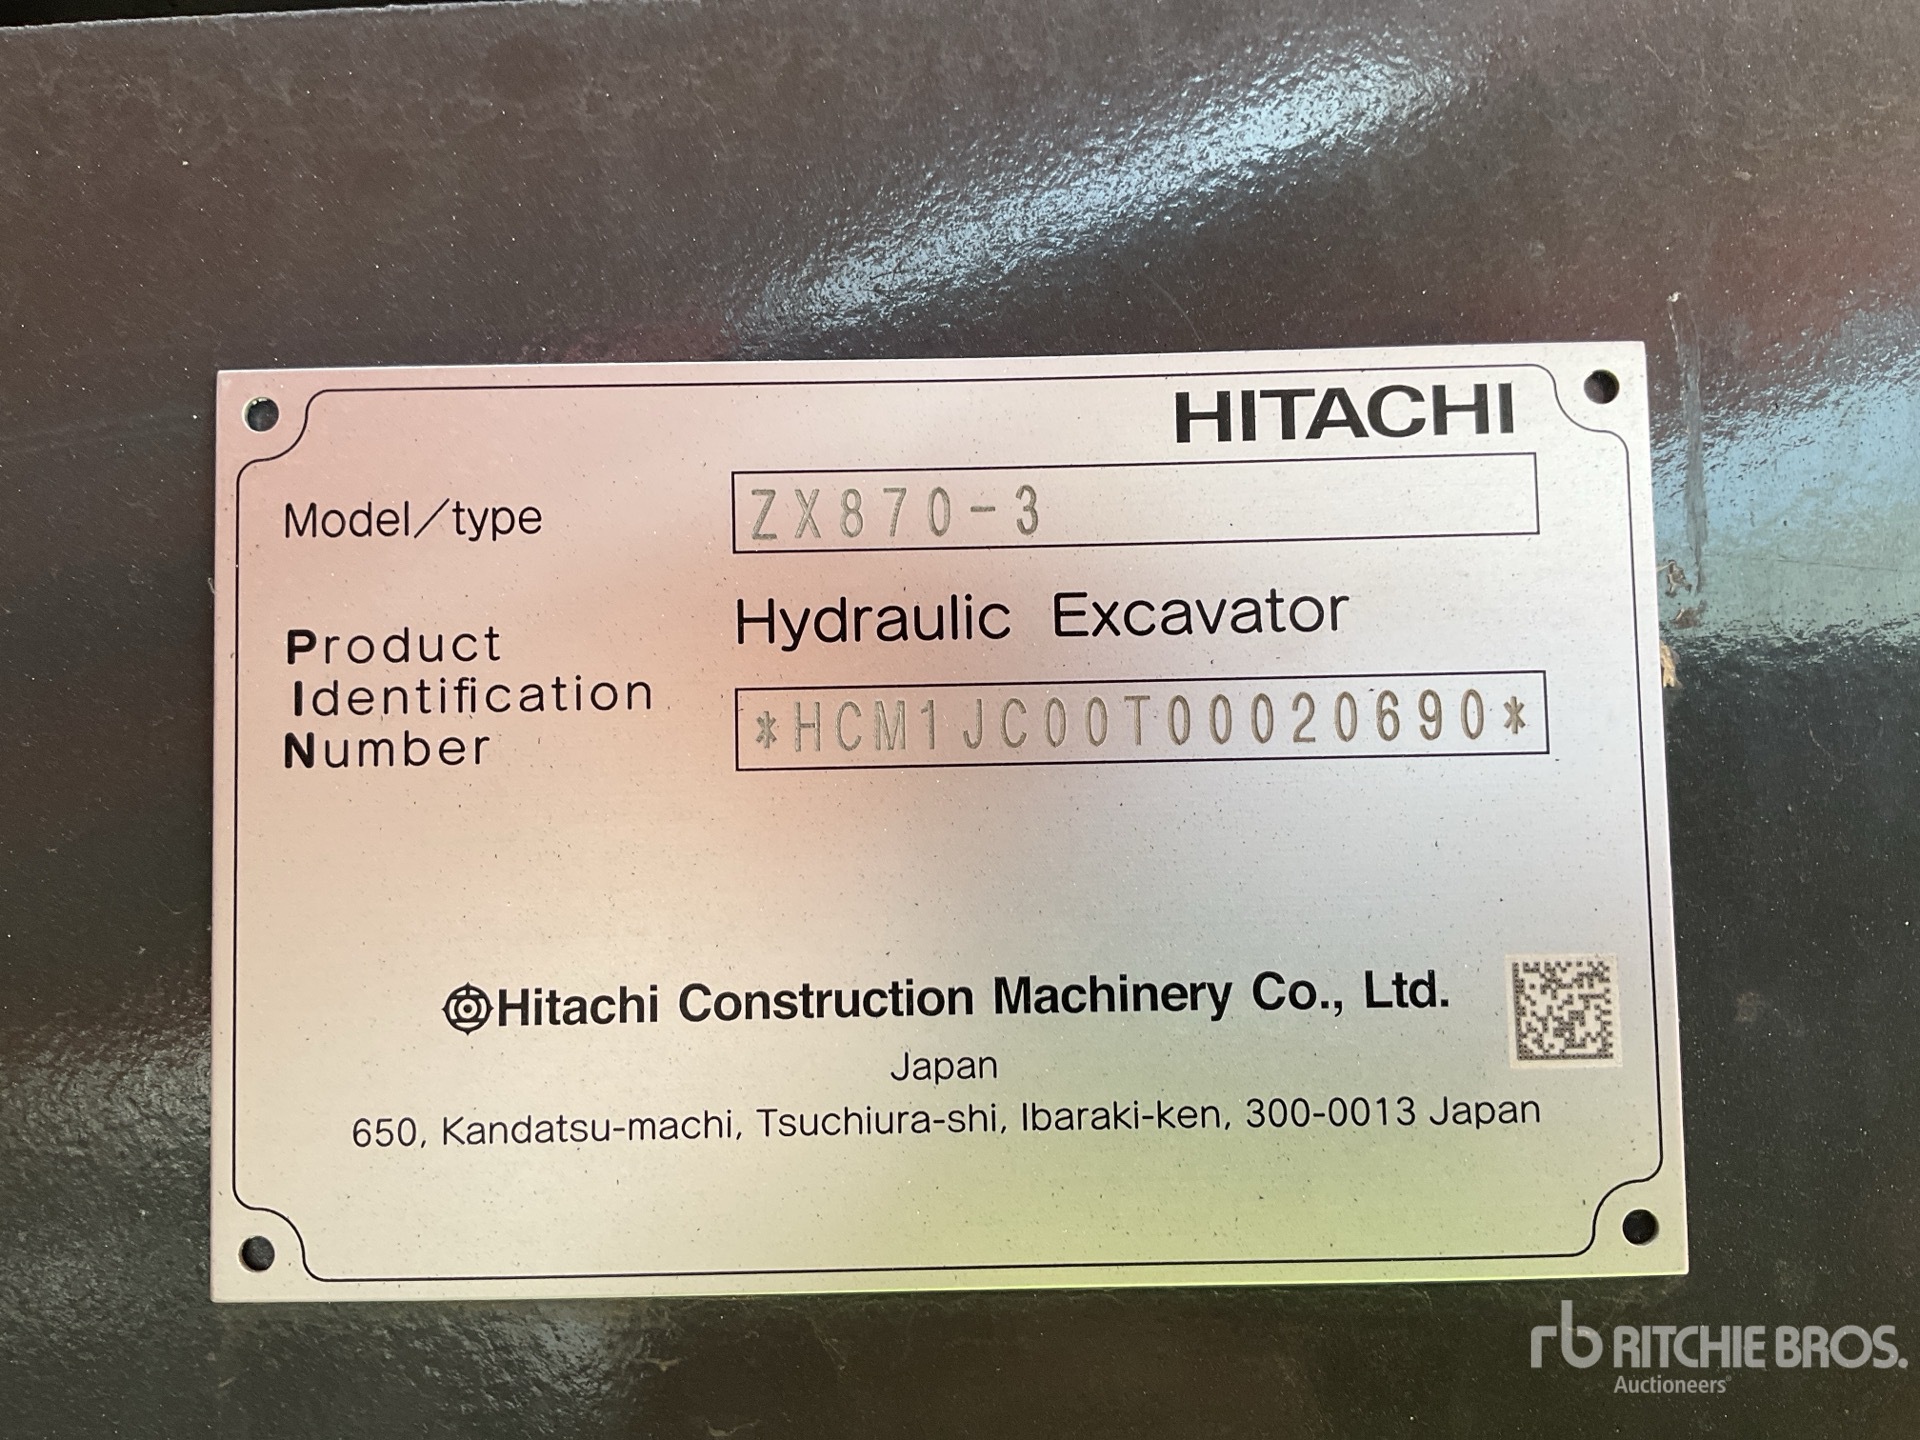 HITACHI
Model/type ZX870-3
Hydraulic Excavator
Product
Identification
Number
*HCM1JC00T00020690*
Hitachi Construction Machinery Co., Ltd.
Japan
650, Kandatsu-machi, Tsuchiura-shi, Ibaraki-ken, 300-0013 Japan
rb RITCHIE BROS.
Auctioneers